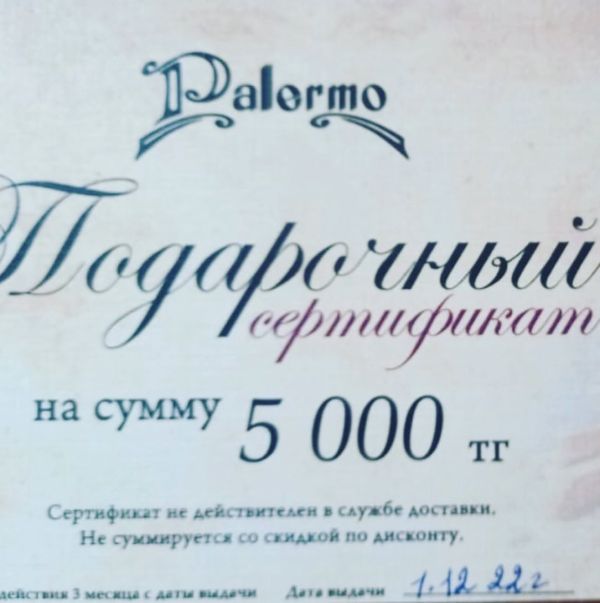 Palermo
Подарочный
сертификат
на сумму 5 000 тг
Сертификат не действителен в службе доставки.
Не суммируется со скидкой по дисконту.
действия 3 месяца с даты выдачи Дата выдачи 1.12 22г